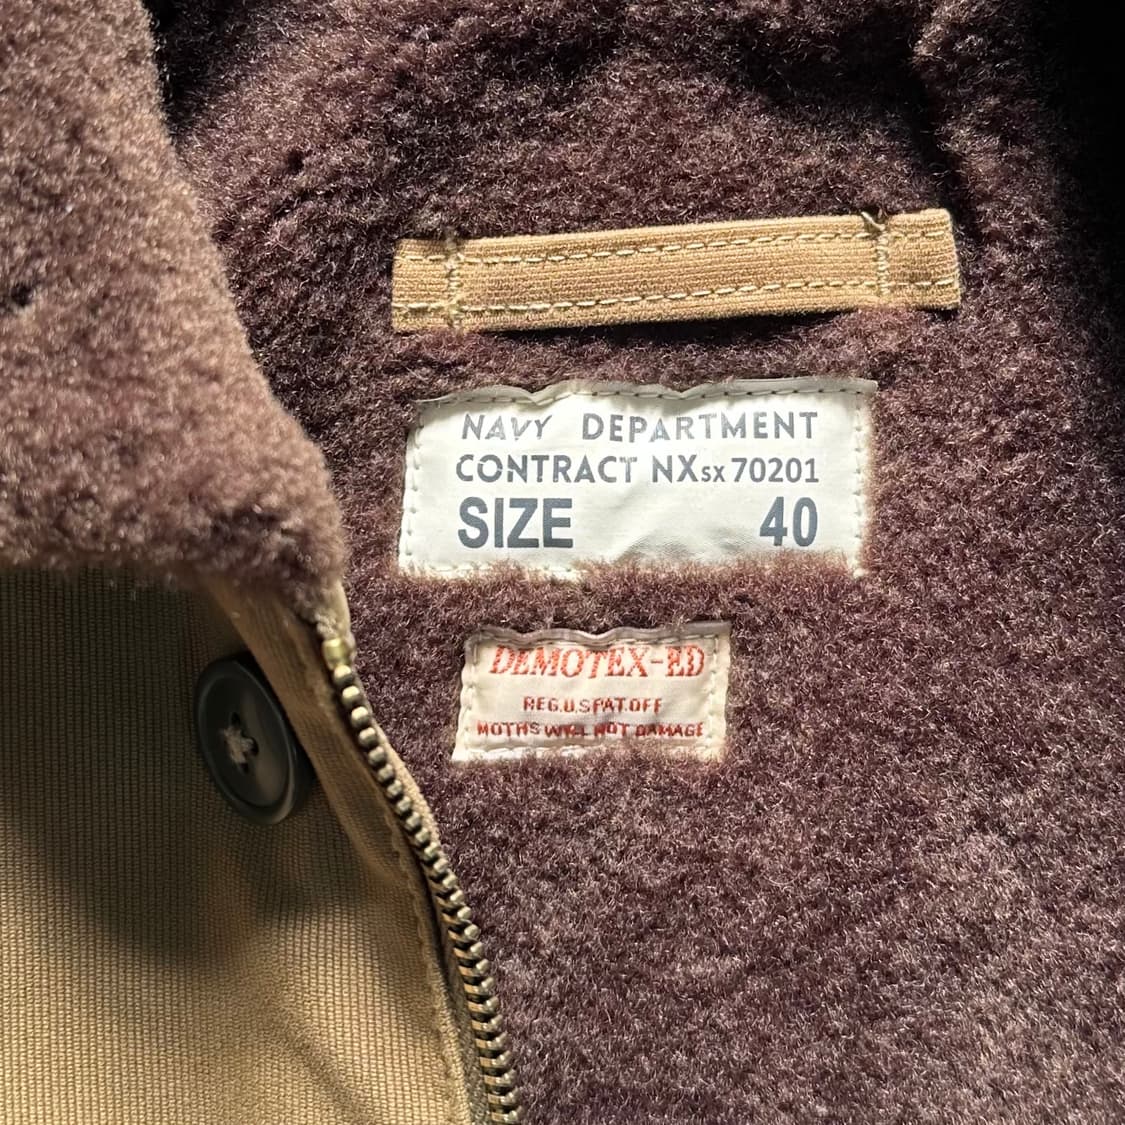 NAVY DEPARTMENT
CONTRACT NXsx 70201
SIZE 40
DEMOTEX-ED
REG.U.S.PAT.OFF
MOTHS WILL NOT DAMAGE